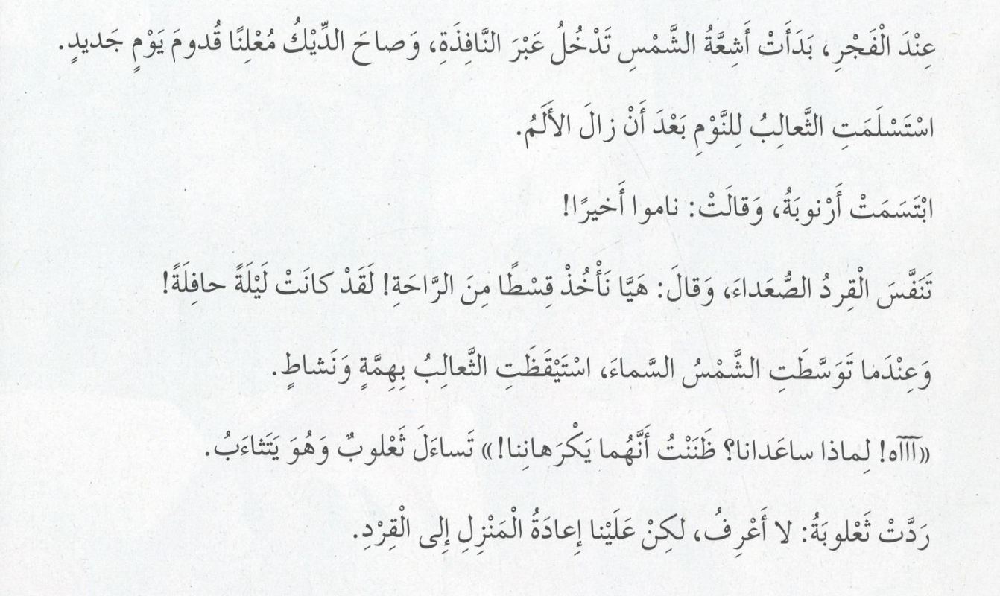 عِنْدَ الْفَجْرِ، بَدَأَتْ أَشِعَّةُ الشَّمْسِ تَدْخُلُ عَبْرَ النَّافِذَةِ، وَصاحَ الدِّيْكُ مُعْلِنًا قُدومَ يَوْمٍ جَديدٍ.
اسْتَسْلَمَتِ الثَّعالِبُ لِلنَّوْمِ بَعْدَ أَنْ زالَ الأَلَمُ.
ابْتَسَمَتْ أَرْنوبَةُ، وَقالَتْ: ناموا أَخيرًا!
تَنَفَّسَ الْقِردُ الصُّعَداءَ، وَقالَ: هَيَّا نَأْخُذْ قِسْطًا مِنَ الرَّاحَةِ! لَقَدْ كانَتْ لَيْلَةً حافِلَةً!
وَعِنْدَما تَوَسَّطَتِ الشَّمْسُ السَّماءَ، اسْتَيْقَظَتِ الثَّعالِبُ بِهِمَّةٍ وَنَشاطٍ.
«آآآه! لِماذا ساعَدانا؟ ظَنَنْتُ أَنَّهُما يَكْرَهانِنا!» تَساءَلَ ثَعْلوبٌ وَهُوَ يَتَثاءَبُ.
رَدَّتْ ثَعْلوبَةُ: لا أَعْرِفُ، لكِنْ عَلَيْنا إِعادَةُ الْمَنْزِلِ إِلى الْقِرْدِ.